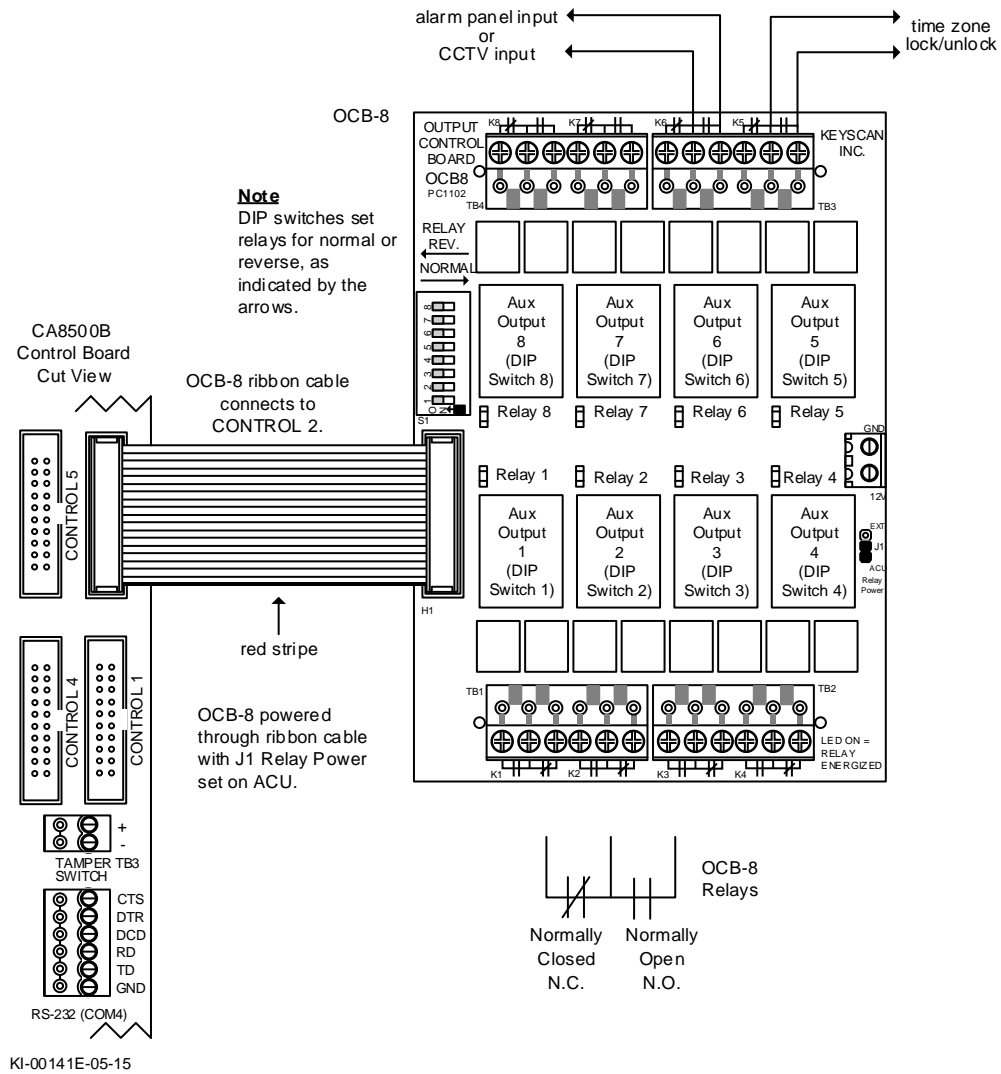 alarm panel input
or
CCTV input
time zone
lock/unlock
OCB-8
OUTPUT
CONTROL
BOARD
OCB8
PC1102
K8
K7
K6
K5
KEYSCAN
INC.
TB4
TB3
Note
DIP switches set
relays for normal or
reverse, as
indicated by the
arrows.
RELAY
REV.
NORMAL
8
7
6
5
4
3
2
1
ON
S1
Aux
Output
8
(DIP
Switch 8)
Aux
Output
7
(DIP
Switch 7)
Aux
Output
6
(DIP
Switch 6)
Aux
Output
5
(DIP
Switch 5)
Relay 8
Relay 7
Relay 6
Relay 5
GND
12V
Relay 1
Relay 2
Relay 3
Relay 4
Aux
Output
1
(DIP
Switch 1)
Aux
Output
2
(DIP
Switch 2)
Aux
Output
3
(DIP
Switch 3)
Aux
Output
4
(DIP
Switch 4)
EXT
J1
ACU
Relay
Power
CA8500B
Control Board
Cut View
OCB-8 ribbon cable
connects to
CONTROL 2.
CONTROL 5
H1
red stripe
CONTROL 4
CONTROL 1
OCB-8 powered
through ribbon cable
with J1 Relay Power
set on ACU.
TB1
TB2
K1
K2
K3
K4
LED ON =
RELAY
ENERGIZED
+
-
TAMPER TB3
SWITCH
CTS
DTR
DCD
RD
TD
GND
RS-232 (COM4)
OCB-8
Relays
Normally
Closed
N.C.
Normally
Open
N.O.
KI-00141E-05-15